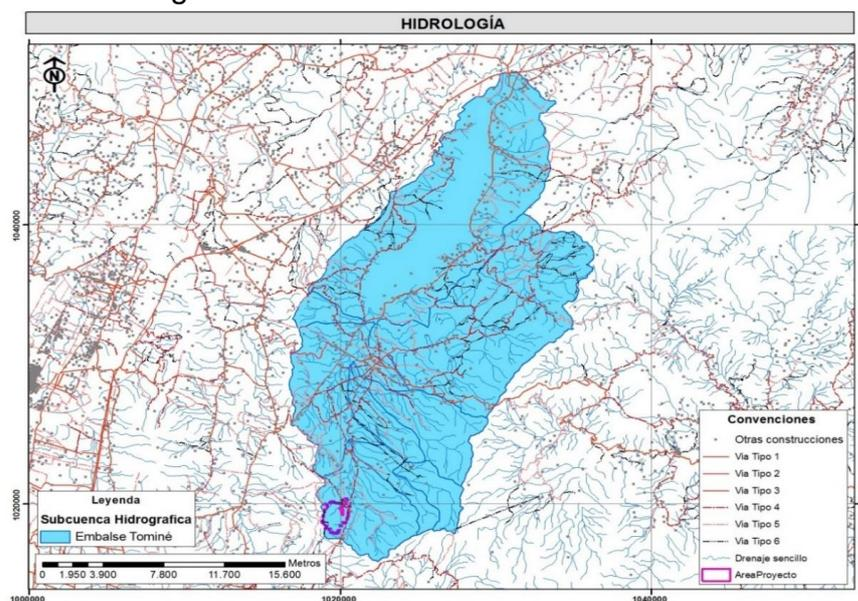 HIDROLOGÍA
N
1040000
1020000
Leyenda
Subcuenca Hidrografica
Embalse Tominé
Metros
0 1.950 3.900 7.800 11.700 15.600
Convenciones
Otras construcciones
Via Tipo 1
Via Tipo 2
Via Tipo 3
Via Tipo 4
Via Tipo 5
Via Tipo 6
Drenaje sencillo
AreaProyecto
1000000 1020000 1040000